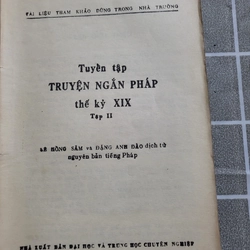 TÀI LIỆU THAM KHẢO DÙNG TRONG NHÀ TRƯỜNG
Tuyển tập
TRUYỆN NGẮN PHÁP
thế kỷ XIX
Tập II
LÊ HỒNG SÂM và ĐẶNG ANH ĐÀO dịch từ
nguyên bản tiếng Pháp
NHÀ XUẤT BẢN ĐẠI HỌC VÀ TRUNG HỌC CHUYÊN NGHIỆP